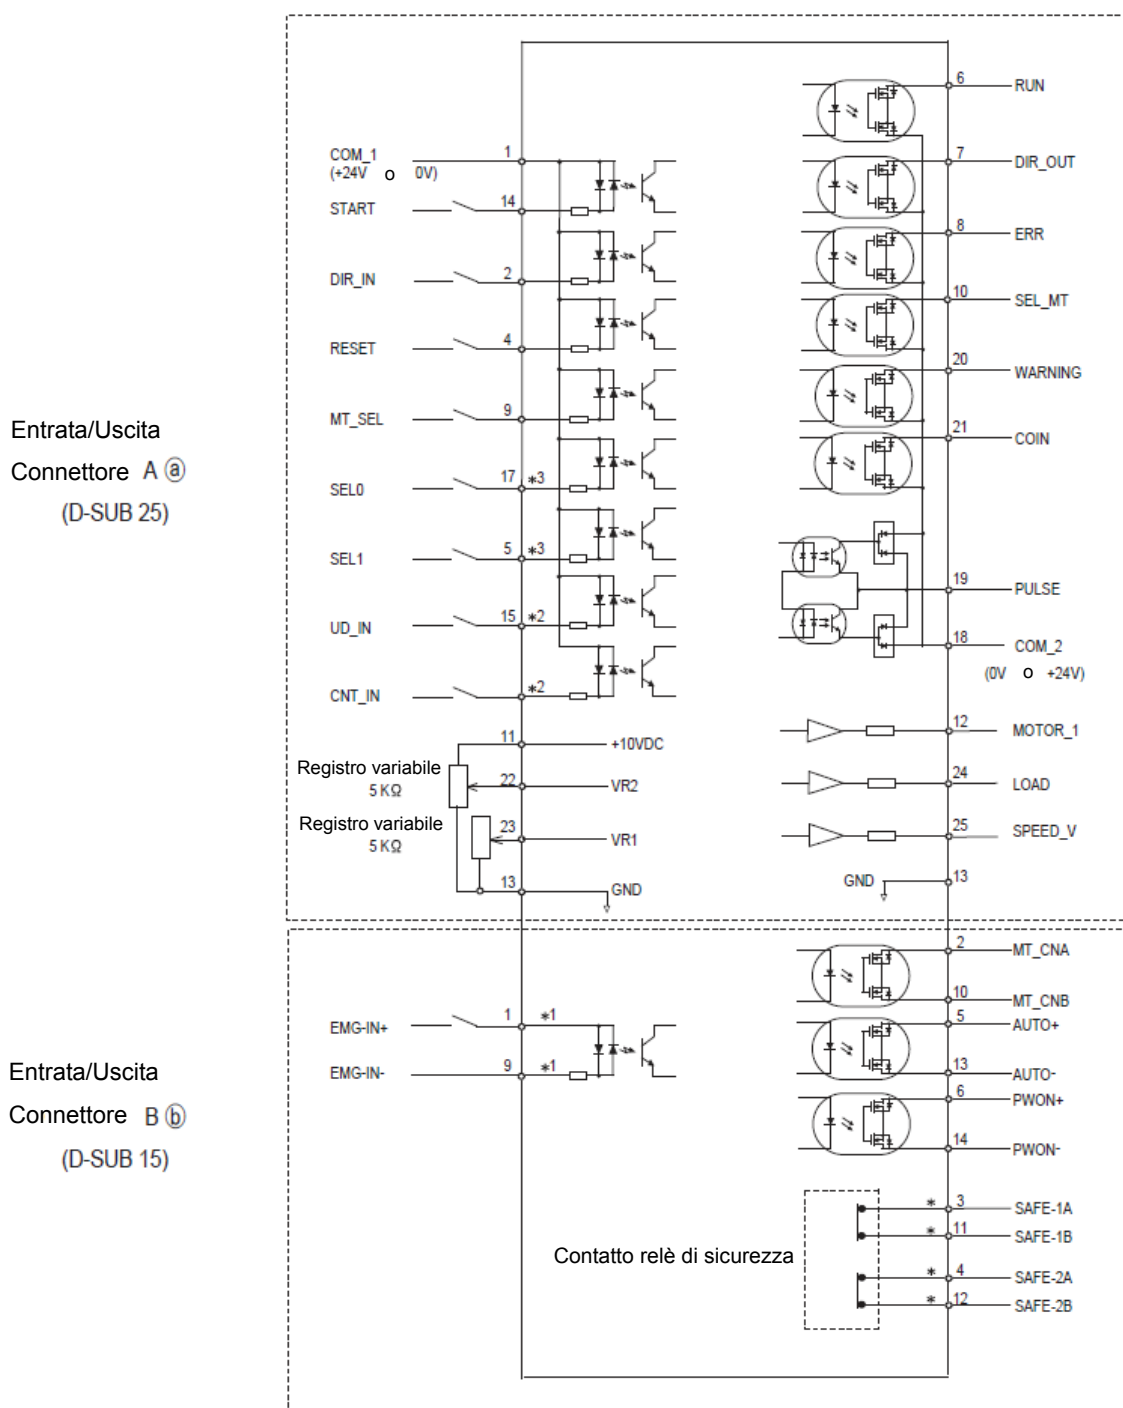 6 RUN
COM_1 1 7 DIR_OUT
(+24V o 0V)
START 14
8 ERR
DIR_IN 2
10 SEL_MT
RESET 4
20 WARNING
MT_SEL 9
21 COIN
Entrata/Uscita
Connettore A ⓐ
(D-SUB 25)
SEL0 17 *3
SEL1 5 *3
19 PULSE
UD_IN 15 *2
18 COM_2
(0V o +24V)
CNT_IN *2
12 MOTOR_1
11 +10VDC
Registro variabile
5 KΩ
22 VR2
24 LOAD
Registro variabile
5 KΩ
23 VR1
25 SPEED_V
13 GND
GND 13
2 MT_CNA
10 MT_CNB
EMG-IN+ 1 *1
5 AUTO+
EMG-IN- 9 *1
13 AUTO-
Entrata/Uscita
Connettore B ⓑ
(D-SUB 15)
6 PWON+
14 PWON-
* 3 SAFE-1A
* 11 SAFE-1B
Contatto relè di sicurezza
* 4 SAFE-2A
* 12 SAFE-2B